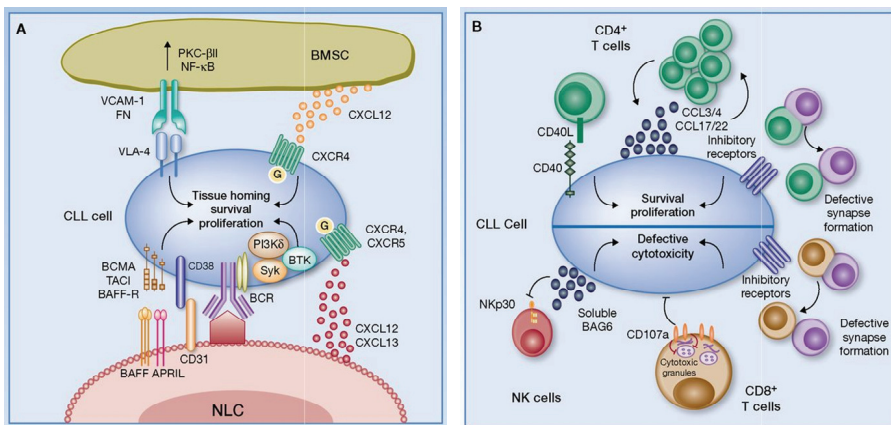 A
PKC-βII
NF-κB
BMSC
VCAM-1
FN
CXCL12
VLA-4
CXCR4
G
CLL cell
Tissue homing
survival
proliferation
G
CXCR4,
CXCR5
PI3Kδ
BTK
Syk
BCMA
TACI
BAFF-R
CD38
BCR
CXCL12
CXCL13
CD31
BAFF APRIL
NLC
B
CD4+
T cells
CCL3/4
CCL17/22
CD40L
CD40
Inhibitory
receptors
Defective
synapse
formation
Survival
proliferation
CLL Cell
Defective
cytotoxicity
Inhibitory
receptors
NKp30
Soluble
BAG6
CD107a
Cytotoxic
granules
Defective
synapse
formation
NK cells
CD8+
T cells